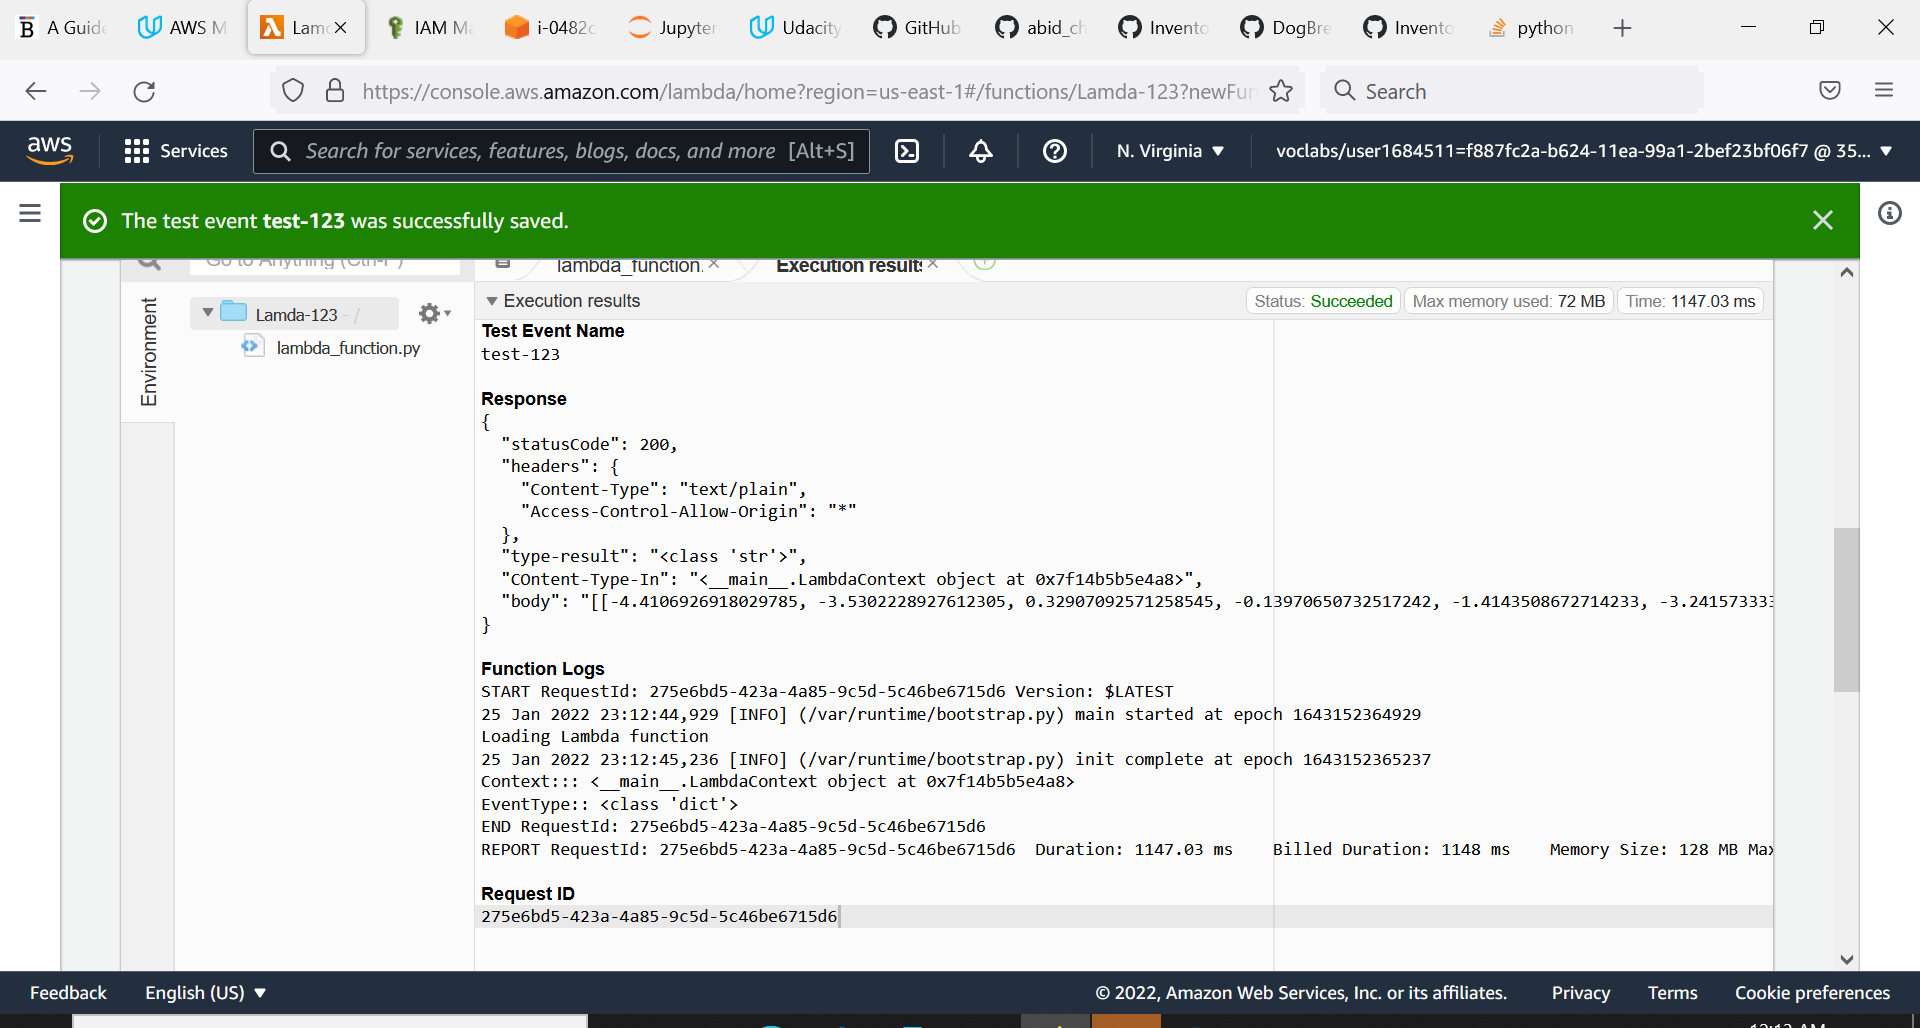 A Guide
AWS M
Lamd
IAM Ma
i-0482c
Jupyter
Udacity
GitHub
abid_ch
Invento
DogBre
Invento
python
https://console.aws.amazon.com/lambda/home?region=us-east-1#/functions/Lamda-123?newFun
Search
aws
Services
Search for services, features, blogs, docs, and more [Alt+S]
N. Virginia
voclabs/user1684511=f887fc2a-b624-11ea-99a1-2bef23bf06f7 @ 35...
The test event test-123 was successfully saved.
Go to Anything (Ctrl-P)
lambda_function.
Execution results
Environment
Lamda-123 - /
lambda_function.py
Execution results
Status: Succeeded
Max memory used: 72 MB
Time: 1147.03 ms
Test Event Name
test-123
Response
{
"statusCode": 200,
"headers": {
"Content-Type": "text/plain",
"Access-Control-Allow-Origin": "*"
},
"type-result": "<class 'str'>",
"COntent-Type-In": "<__main__.LambdaContext object at 0x7f14b5b5e4a8>",
"body": "[[-4.4106926918029785, -3.5302228927612305, 0.32907092571258545, -0.13970650732517242, -1.4143508672714233, -3.241573333
}
Function Logs
START RequestId: 275e6bd5-423a-4a85-9c5d-5c46be6715d6 Version: $LATEST
25 Jan 2022 23:12:44,929 [INFO] (/var/runtime/bootstrap.py) main started at epoch 1643152364929
Loading Lambda function
25 Jan 2022 23:12:45,236 [INFO] (/var/runtime/bootstrap.py) init complete at epoch 1643152365237
Context::: <__main__.LambdaContext object at 0x7f14b5b5e4a8>
EventType:: <class 'dict'>
END RequestId: 275e6bd5-423a-4a85-9c5d-5c46be6715d6
REPORT RequestId: 275e6bd5-423a-4a85-9c5d-5c46be6715d6 Duration: 1147.03 ms Billed Duration: 1148 ms Memory Size: 128 MB Max
Request ID
275e6bd5-423a-4a85-9c5d-5c46be6715d6
Feedback
English (US)
© 2022, Amazon Web Services, Inc. or its affiliates.
Privacy
Terms
Cookie preferences